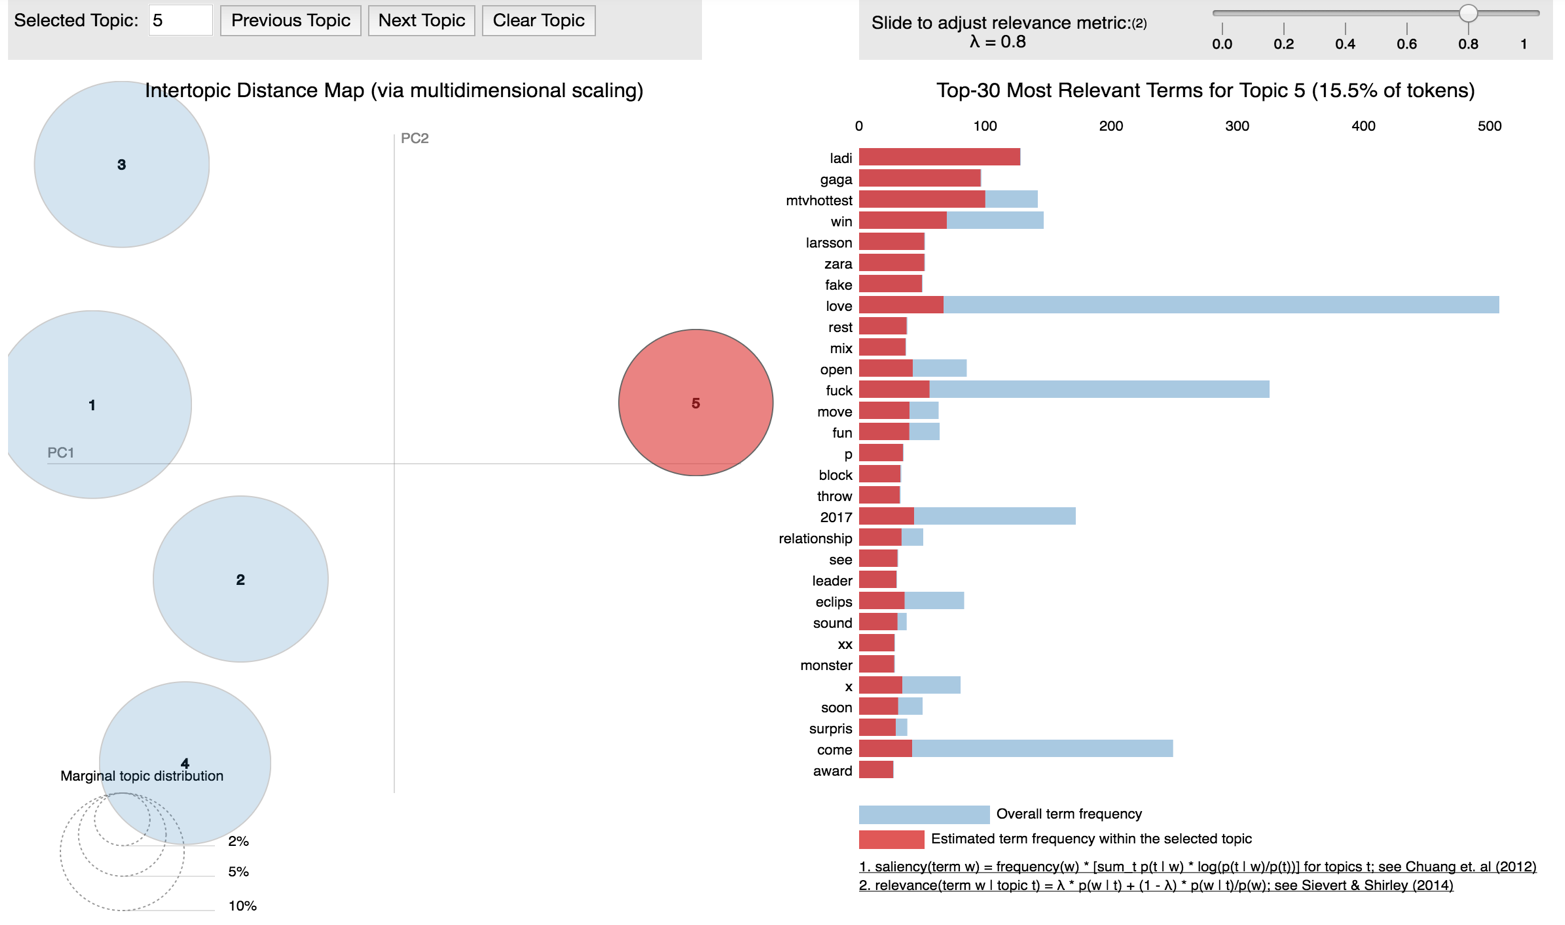 Selected Topic: 5 Previous Topic Next Topic Clear Topic
Slide to adjust relevance metric:(2)
λ = 0.8
0.0 0.2 0.4 0.6 0.8 1
Intertopic Distance Map (via multidimensional scaling)
PC2
3
1
5
PC1
2
4
Marginal topic distribution
2%
5%
10%
Top-30 Most Relevant Terms for Topic 5 (15.5% of tokens)
0 100 200 300 400 500
ladi
gaga
mtvhottest
win
larsson
zara
fake
love
rest
mix
open
fuck
move
fun
p
block
throw
2017
relationship
see
leader
eclips
sound
xx
monster
x
soon
surpris
come
award
Overall term frequency
Estimated term frequency within the selected topic
1. saliency(term w) = frequency(w) * [sum_t p(t | w) * log(p(t | w)/p(t))] for topics t; see Chuang et. al (2012)
2. relevance(term w | topic t) = λ * p(w | t) + (1 - λ) * p(w | t)/p(w); see Sievert & Shirley (2014)